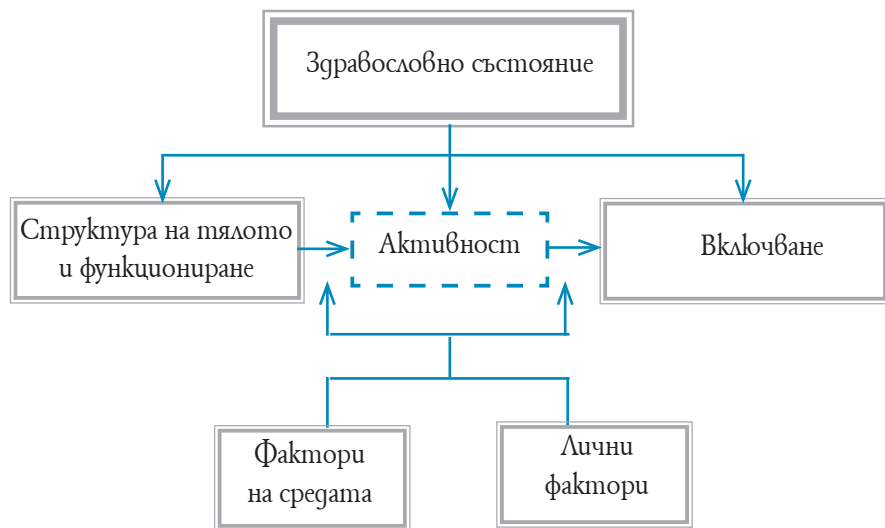 Здравословно състояние
Структура на тялото
и функциониране
Активност
Включване
Фактори
на средата
Лични
фактори